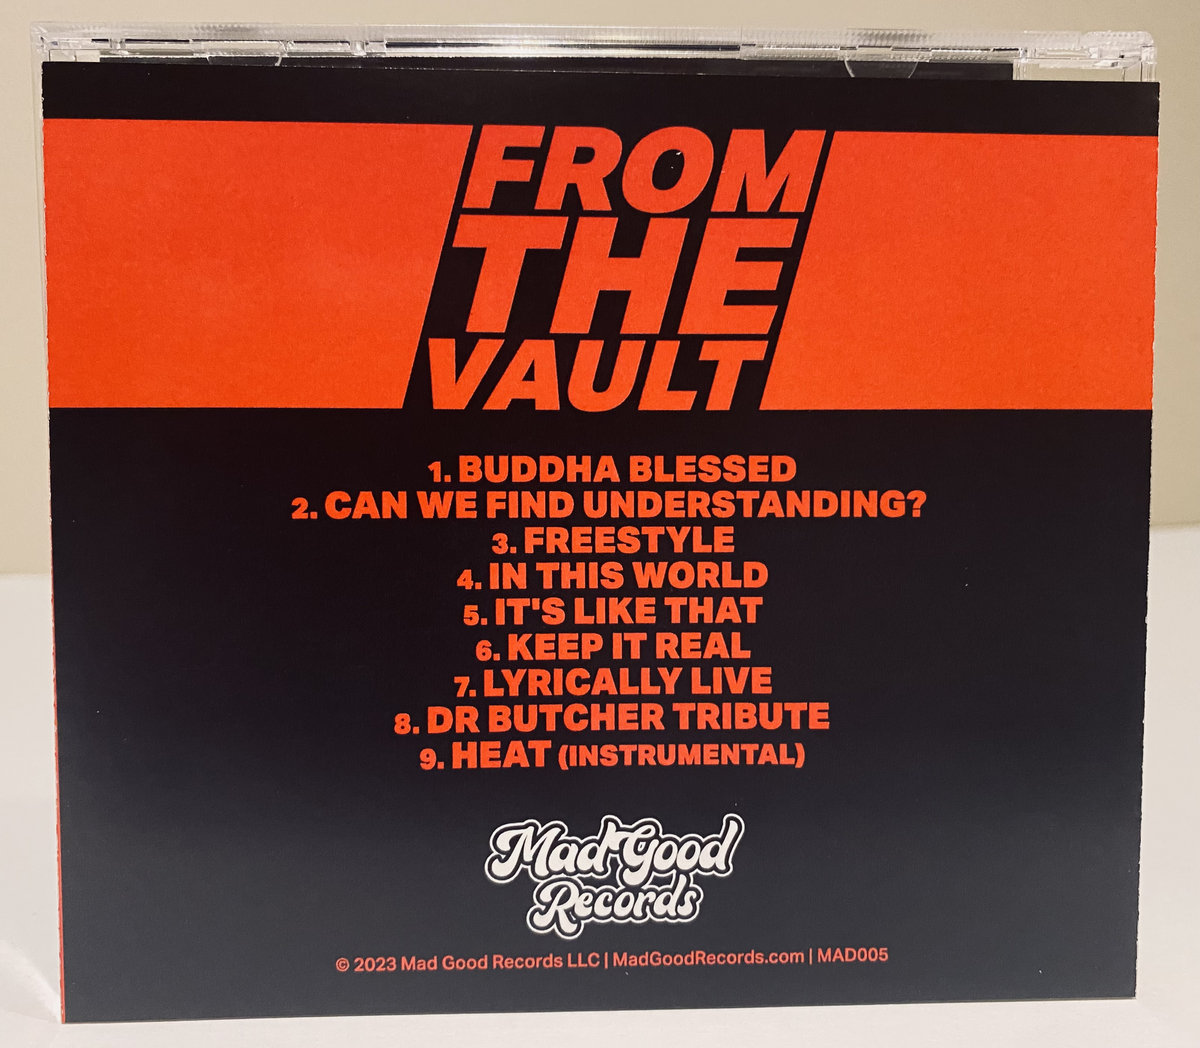 FROM
THE
VAULT
1. BUDDHA BLESSED
2. CAN WE FIND UNDERSTANDING?
3. FREESTYLE
4. IN THIS WORLD
5. IT'S LIKE THAT
6. KEEP IT REAL
7. LYRICALLY LIVE
8. DR BUTCHER TRIBUTE
9. HEAT (INSTRUMENTAL)
Mad Good
Records
© 2023 Mad Good Records LLC | MadGoodRecords.com | MAD005